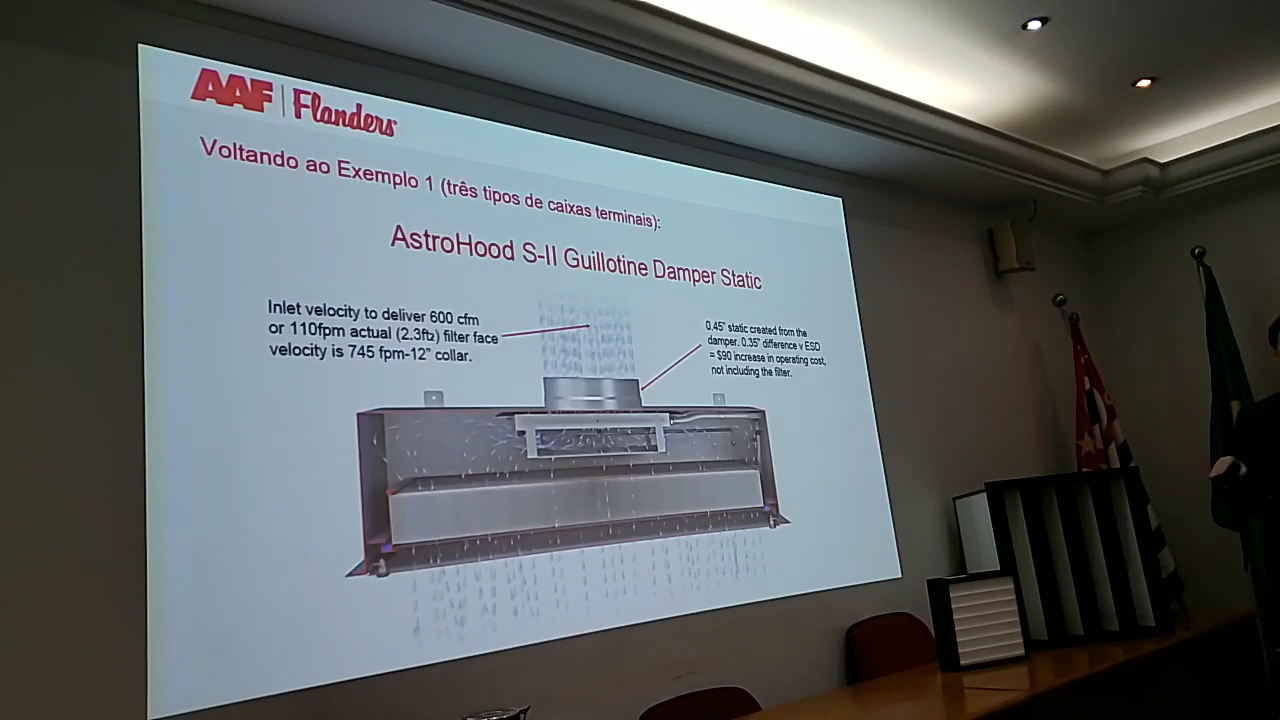 AAF | Flanders
Voltando ao Exemplo 1 (três tipos de caixas terminais):
AstroHood S-II Guillotine Damper Static
Inlet velocity to deliver 600 cfm
or 110fpm actual (2.3ft2) filter face
velocity is 745 fpm-12” collar.
0.45” static created from the
damper. 0.35” difference v ESD
= $90 increase in operating cost,
not including the filter.